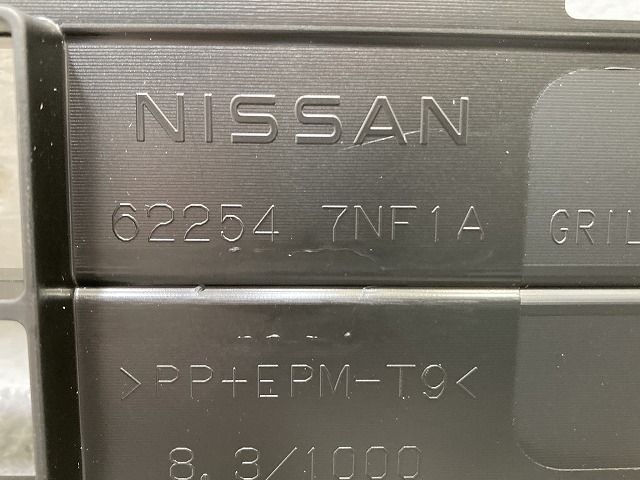 NISSAN
62254 7NF1A GRIL
>PP+EPM-T9<
8.3/1000